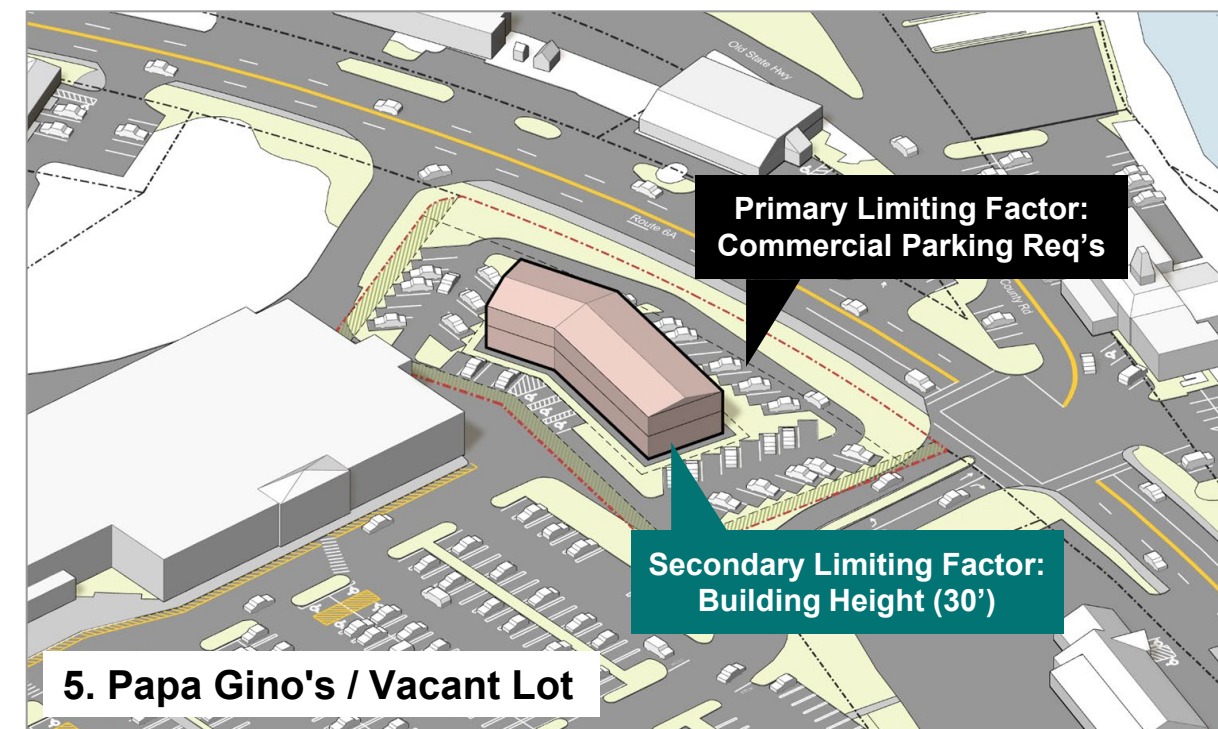 Old State Hwy
Primary Limiting Factor:
Commercial Parking Req’s
Route 6A
County Rd
Secondary Limiting Factor:
Building Height (30’)
5. Papa Gino's / Vacant Lot